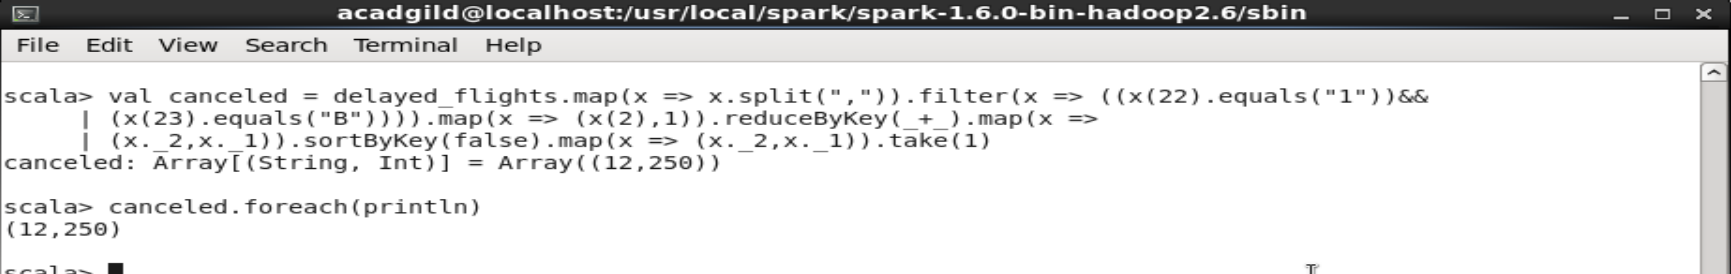 acadgild@localhost:/usr/local/spark/spark-1.6.0-bin-hadoop2.6/sbin
File Edit View Search Terminal Help
scala> val canceled = delayed_flights.map(x => x.split(",")).filter(x => ((x(22).equals("1"))&&
     | (x(23).equals("B")))).map(x => (x(2),1)).reduceByKey(_+_).map(x =>
     | (x._2,x._1)).sortByKey(false).map(x => (x._2,x._1)).take(1)
canceled: Array[(String, Int)] = Array((12,250))
scala> canceled.foreach(println)
(12,250)
scala>